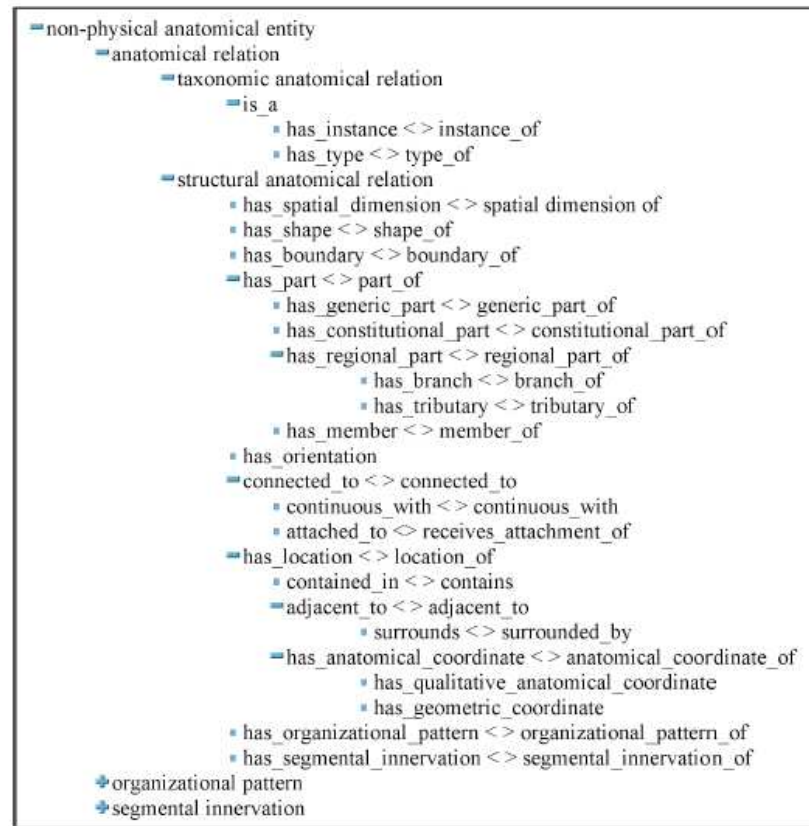 non-physical anatomical entity
anatomical relation
taxonomic anatomical relation
is_a
has_instance < > instance_of
has_type < > type_of
structural anatomical relation
has_spatial_dimension < > spatial dimension of
has_shape < > shape_of
has_boundary < > boundary_of
has_part < > part_of
has_generic_part < > generic_part_of
has_constitutional_part < > constitutional_part_of
has_regional_part < > regional_part_of
has_branch < > branch_of
has_tributary < > tributary_of
has_member < > member_of
has_orientation
connected_to < > connected_to
continuous_with < > continuous_with
attached_to <> receives_attachment_of
has_location < > location_of
contained_in < > contains
adjacent_to < > adjacent_to
surrounds < > surrounded_by
has_anatomical_coordinate < > anatomical_coordinate_of
has_qualitative_anatomical_coordinate
has_geometric_coordinate
has_organizational_pattern < > organizational_pattern_of
has_segmental_innervation < > segmental_innervation_of
organizational pattern
segmental innervation